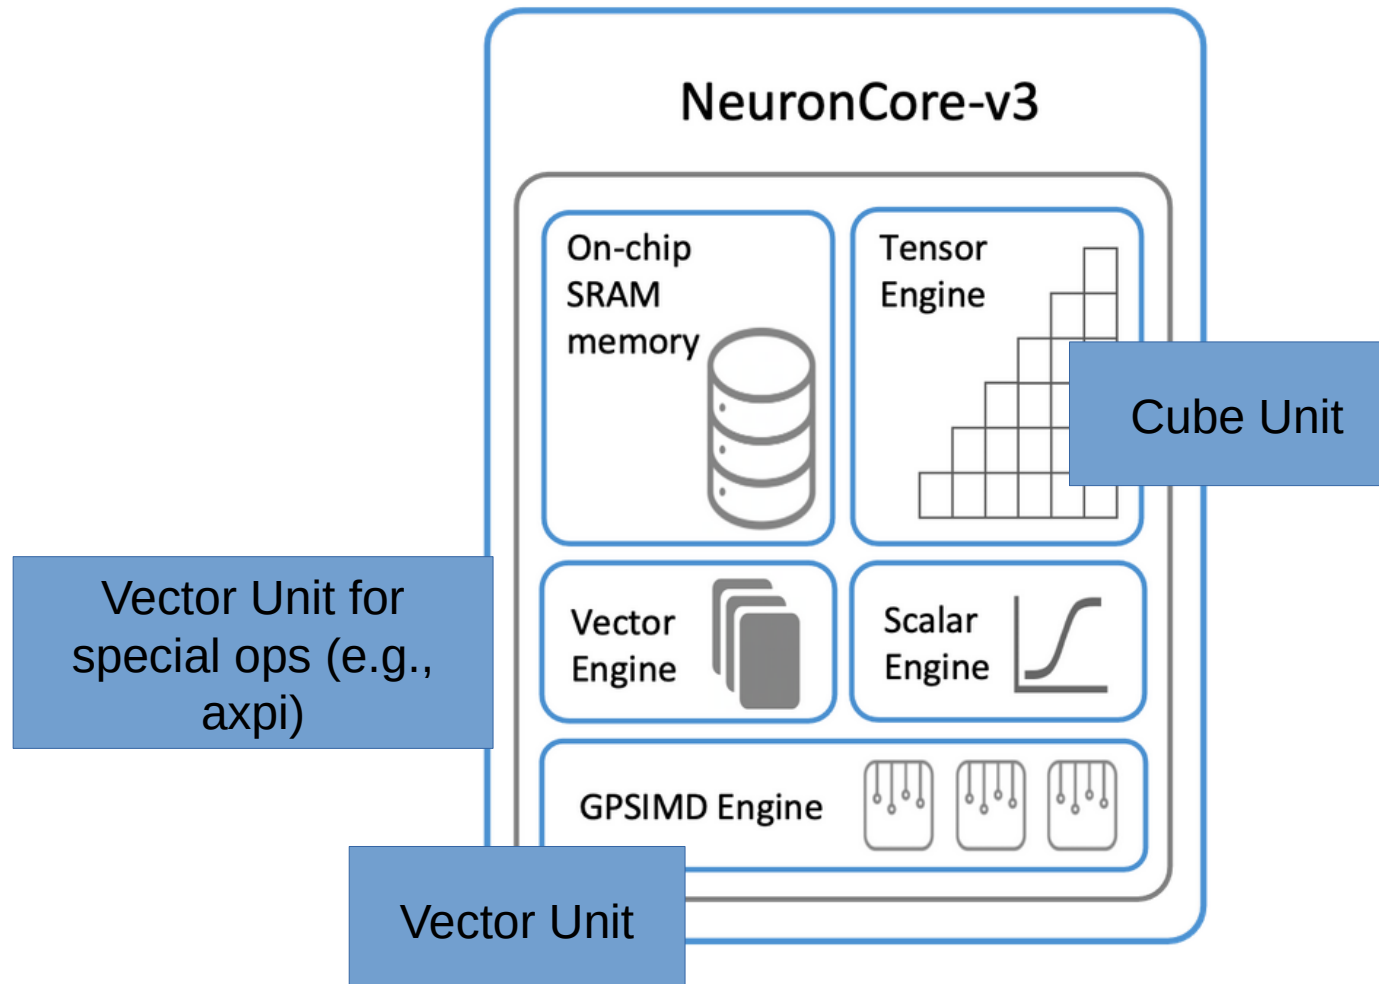 NeuronCore-v3
On-chip
SRAM
memory
Tensor
Engine
Cube Unit
Vector Unit for
special ops (e.g.,
axpi)
Vector
Engine
Scalar
Engine
GPSIMD Engine
Vector Unit